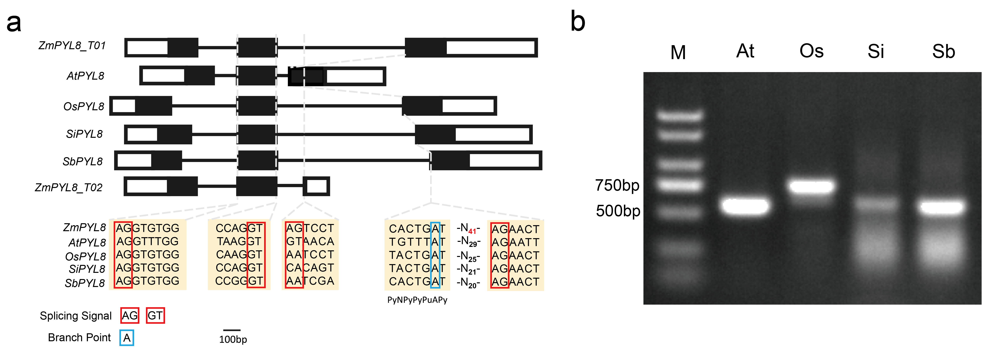 a
ZmPYL8_T01
AtPYL8
OsPYL8
SiPYL8
SbPYL8
ZmPYL8_T02
ZmPYL8 AGGTGTGG CCAGGT AGTCCT CACTGAT -N41- AGAACT
AtPYL8 AGGTTTGG TAAGGT GTAACA TGTTTAT -N29- AGAATT
OsPYL8 AGGTGTGG CAAGGT AATCCT TACTGAT -N25- AGAACT
SiPYL8 AGGTGTGG CCAGGT CACAGT TACTGAT -N21- AGAACT
SbPYL8 AGGTGTGG CCGGGT AATCGA CACTGAT -N20- AGAACT
PyNPyPyPuAPy
Splicing Signal AG GT
Branch Point A
100bp
b
M At Os Si Sb
750bp
500bp